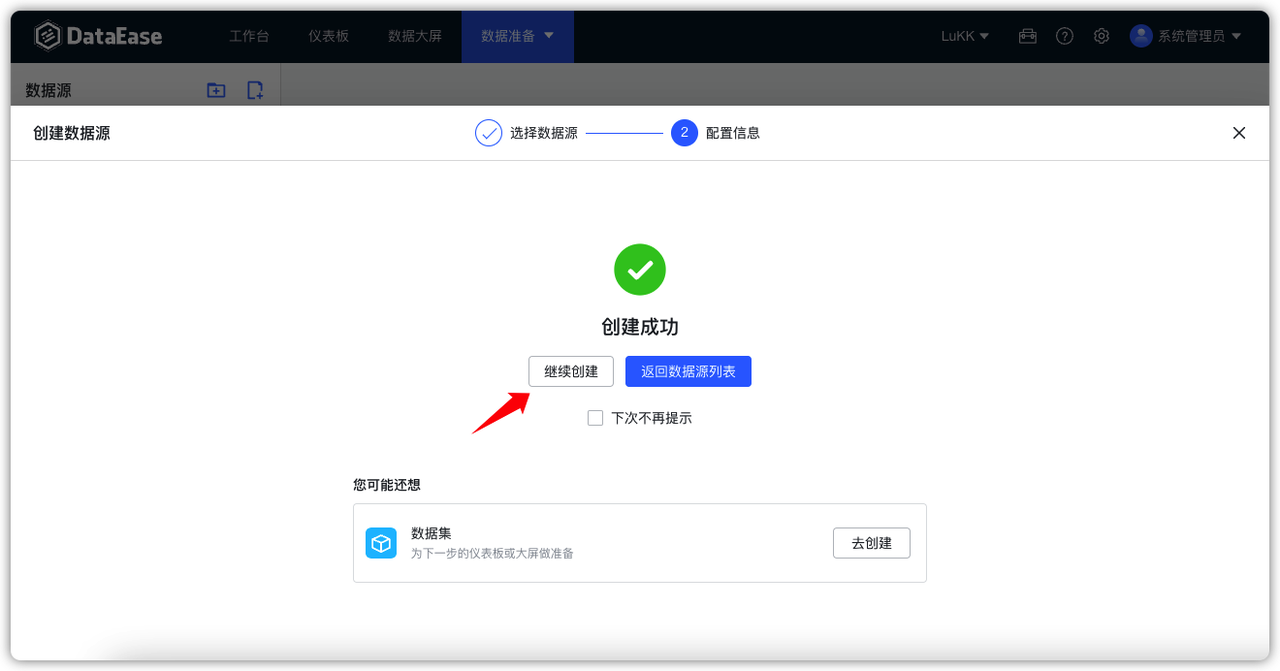 DataEase 工作台 仪表板 数据大屏 数据准备 LuKK 系统管理员
数据源
创建数据源 选择数据源 2 配置信息
创建成功
继续创建 返回数据源列表
下次不再提示
您可能还想
数据集
为下一步的仪表板或大屏做准备
去创建